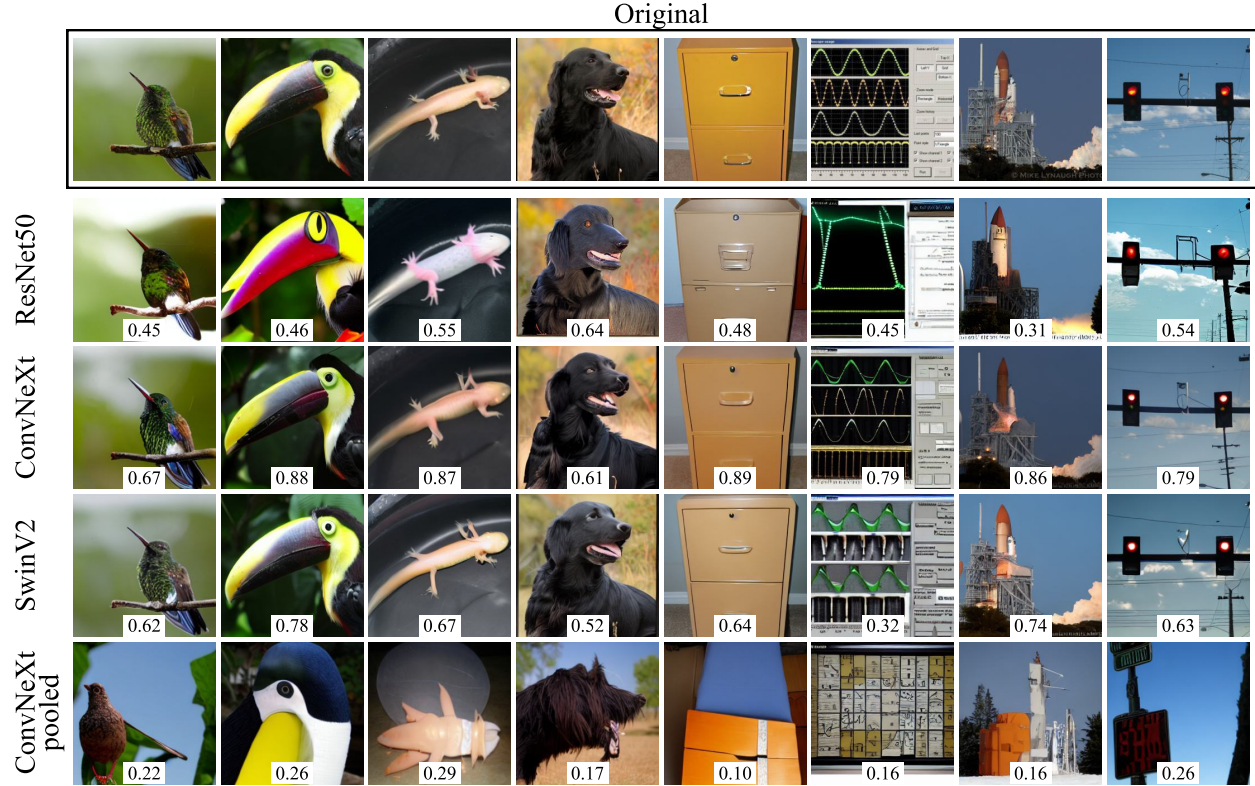 Original
© MIKE LYNAUGH PHOTO
ResNet50
0.45 0.46 0.55 0.64 0.48 0.45 0.31 0.54
ConvNeXt
0.67 0.88 0.87 0.61 0.89 0.79 0.86 0.79
SwinV2
0.62 0.78 0.67 0.52 0.64 0.32 0.74 0.63
ConvNeXt
pooled
0.22 0.26 0.29 0.17 0.10 0.16 0.16 0.26